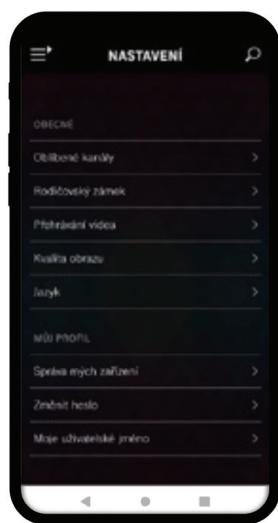 NASTAVENÍ
OBECNÉ
Oblíbené kanály
Rodičovský zámek
Přehrávání videa
Kvalita obrazu
Jazyk
MŮJ PROFIL
Správa mých zařízení
Změnit heslo
Moje uživatelské jméno